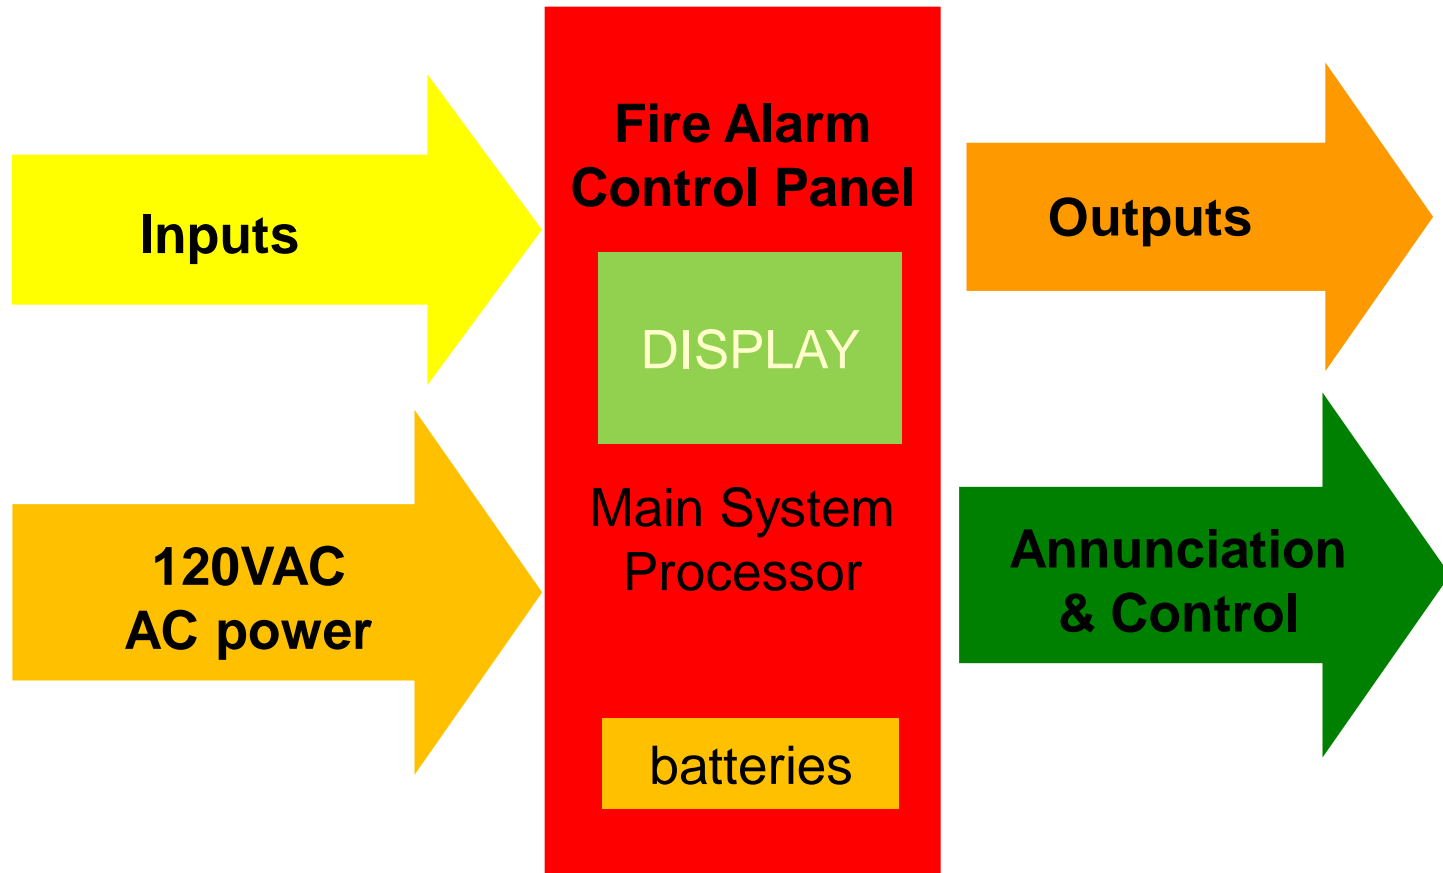 Inputs
120VAC
AC power
Fire Alarm
Control Panel
DISPLAY
Main System
Processor
batteries
Outputs
Annunciation
& Control